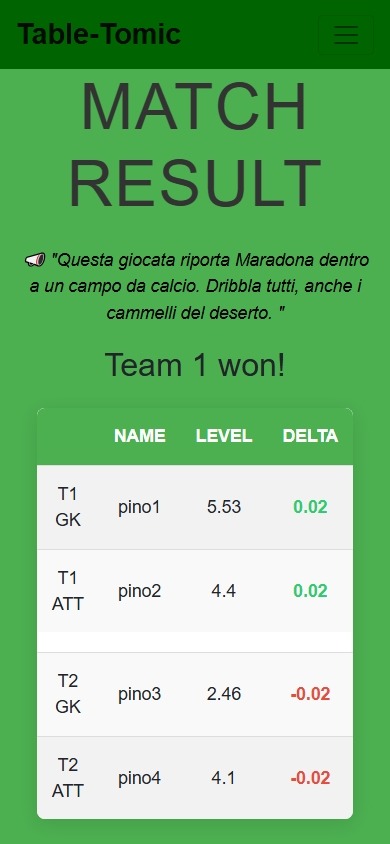 Table-Tomic
MATCH
RESULT
"Questa giocata riporta Maradona dentro
a un campo da calcio. Dribbla tutti, anche i
cammelli del deserto. "
Team 1 won!
NAME LEVEL DELTA
T1
GK
pino1 5.53 0.02
T1
ATT
pino2 4.4 0.02
T2
GK
pino3 2.46 -0.02
T2
ATT
pino4 4.1 -0.02